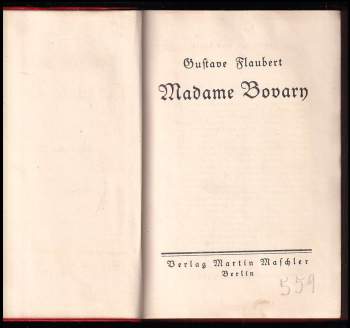 Guſtave Flaubert
Madame Bovary
Verlag Martin Maſchler
Berlin
559